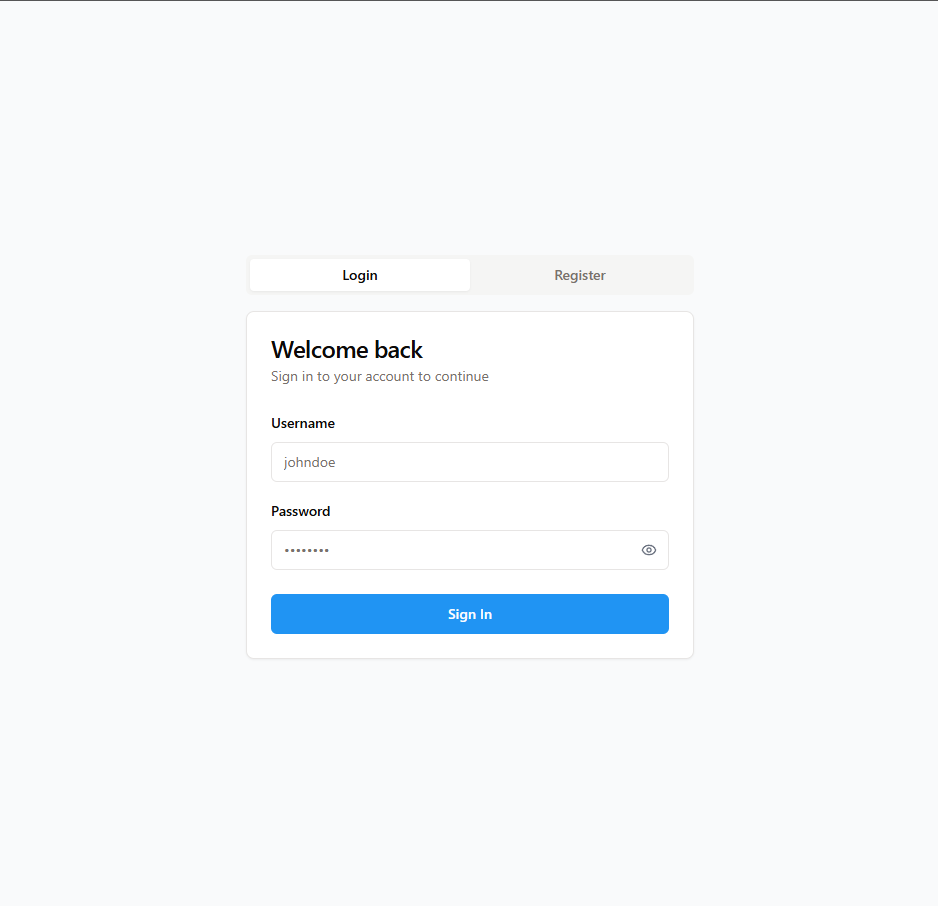 Login
Register
Welcome back
Sign in to your account to continue
Username
johndoe
Password
••••••••
Sign In